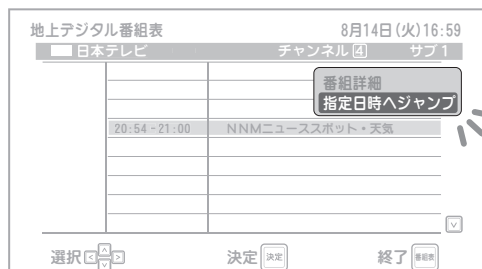 地上デジタル番組表 8月14日(火)16:59
日本テレビ チャンネル 4 サブ1
番組詳細
指定日時へジャンプ
20:54-21:00 NNMニューススポット・天気
選択 決定 決定 終了 番組表